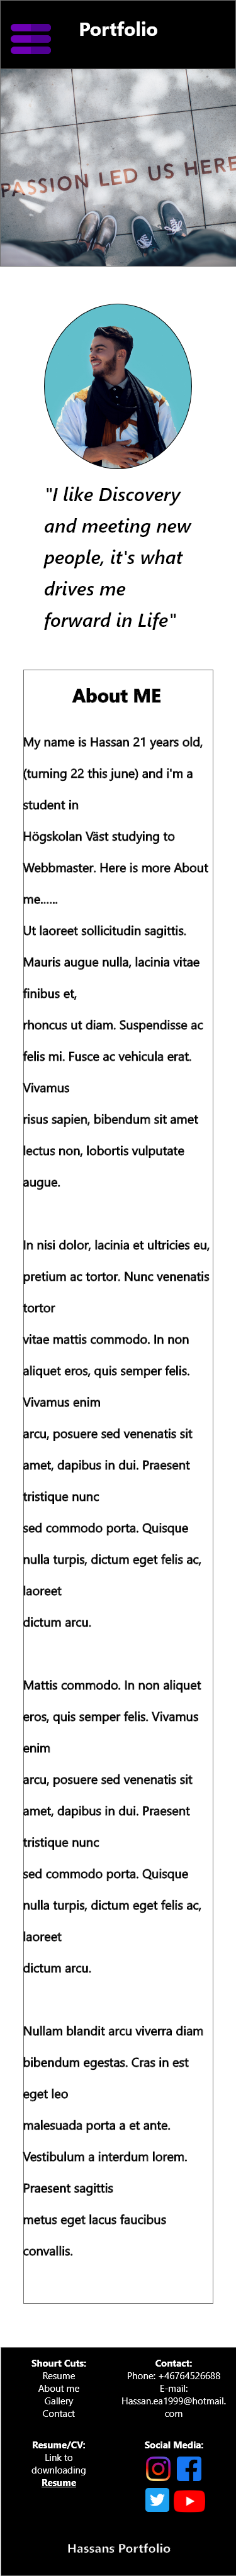 Portfolio
PASSION LED US HERE
"I like Discovery
and meeting new
people, it's what
drives me
forward in Life"
About ME
My name is Hassan 21 years old,
(turning 22 this june) and i'm a
student in
Högskolan Väst studying to
Webbmaster. Here is more About
me......
Ut laoreet sollicitudin sagittis.
Mauris augue nulla, lacinia vitae
finibus et,
rhoncus ut diam. Suspendisse ac
felis mi. Fusce ac vehicula erat.
Vivamus
risus sapien, bibendum sit amet
lectus non, lobortis vulputate
augue.
In nisi dolor, lacinia et ultricies eu,
pretium ac tortor. Nunc venenatis
tortor
vitae mattis commodo. In non
aliquet eros, quis semper felis.
Vivamus enim
arcu, posuere sed venenatis sit
amet, dapibus in dui. Praesent
tristique nunc
sed commodo porta. Quisque
nulla turpis, dictum eget felis ac,
laoreet
dictum arcu.
Mattis commodo. In non aliquet
eros, quis semper felis. Vivamus
enim
arcu, posuere sed venenatis sit
amet, dapibus in dui. Praesent
tristique nunc
sed commodo porta. Quisque
nulla turpis, dictum eget felis ac,
laoreet
dictum arcu.
Nullam blandit arcu viverra diam
bibendum egestas. Cras in est
eget leo
malesuada porta a et ante.
Vestibulum a interdum lorem.
Praesent sagittis
metus eget lacus faucibus
convallis.
Shourt Cuts:
Resume
About me
Gallery
Contact
Contact:
Phone: +46764526688
E-mail:
Hassan.ea1999@hotmail.
com
Resume/CV:
Link to
downloading
Resume
Social Media:
Hassans Portfolio